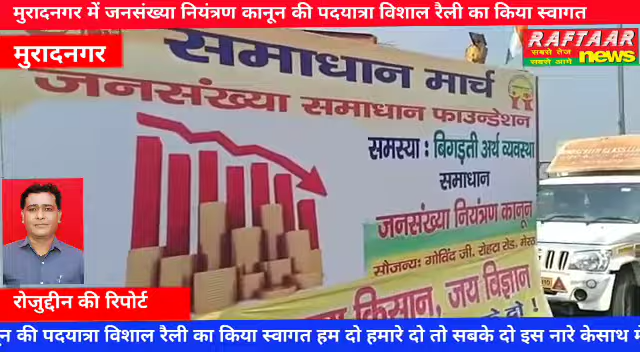 मुरादनगर में जनसंख्या नियंत्रण कानून की पदयात्रा विशाल रैली का किया स्वागत
मुरादनगर
RAFTAAR
सबसे तेज
सबसे आगें
news
समाधान मार्च
जनसंख्या समाधान फाउन्डेशन
समस्या : बिगड़ती अर्थ व्यवस्था
समाधान
जनसंख्या नियंत्रण कानून
सौजन्य: गोविंद जी. रोहटा रोड, मेरठ
किसान, जय विज्ञान
रोजुद्दीन की रिपोर्ट
की पदयात्रा विशाल रैली का किया स्वागत हम दो हमारे दो तो सबके दो इस नारे केसाथ